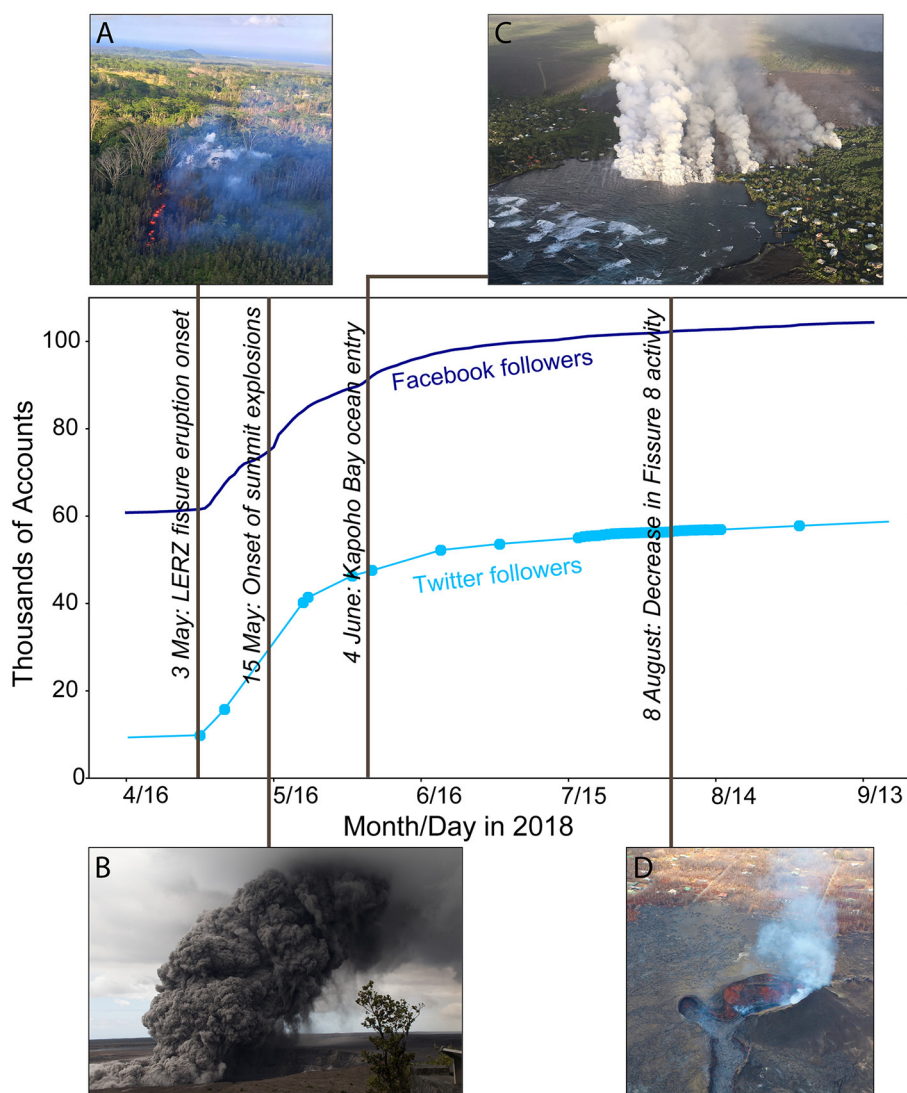 A
C
100
80
60
40
20
0
Thousands of Accounts
3 May: LERZ fissure eruption onset
15 May: Onset of summit explosions
4 June: Kapoho Bay ocean entry
8 August: Decrease in Fissure 8 activity
Facebook followers
Twitter followers
4/16 5/16 6/16 7/15 8/14 9/13
Month/Day in 2018
B
D